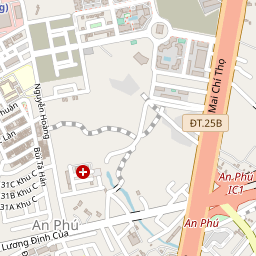 Mai Chí Thọ
Nguyễn Hoàng
ĐT.25B
Lân
Bùi Tá Hán
31C Khu C
31B Khu C
31A Khu C
An Phú
IC1
An Phú
An Phú
Lương Định Của